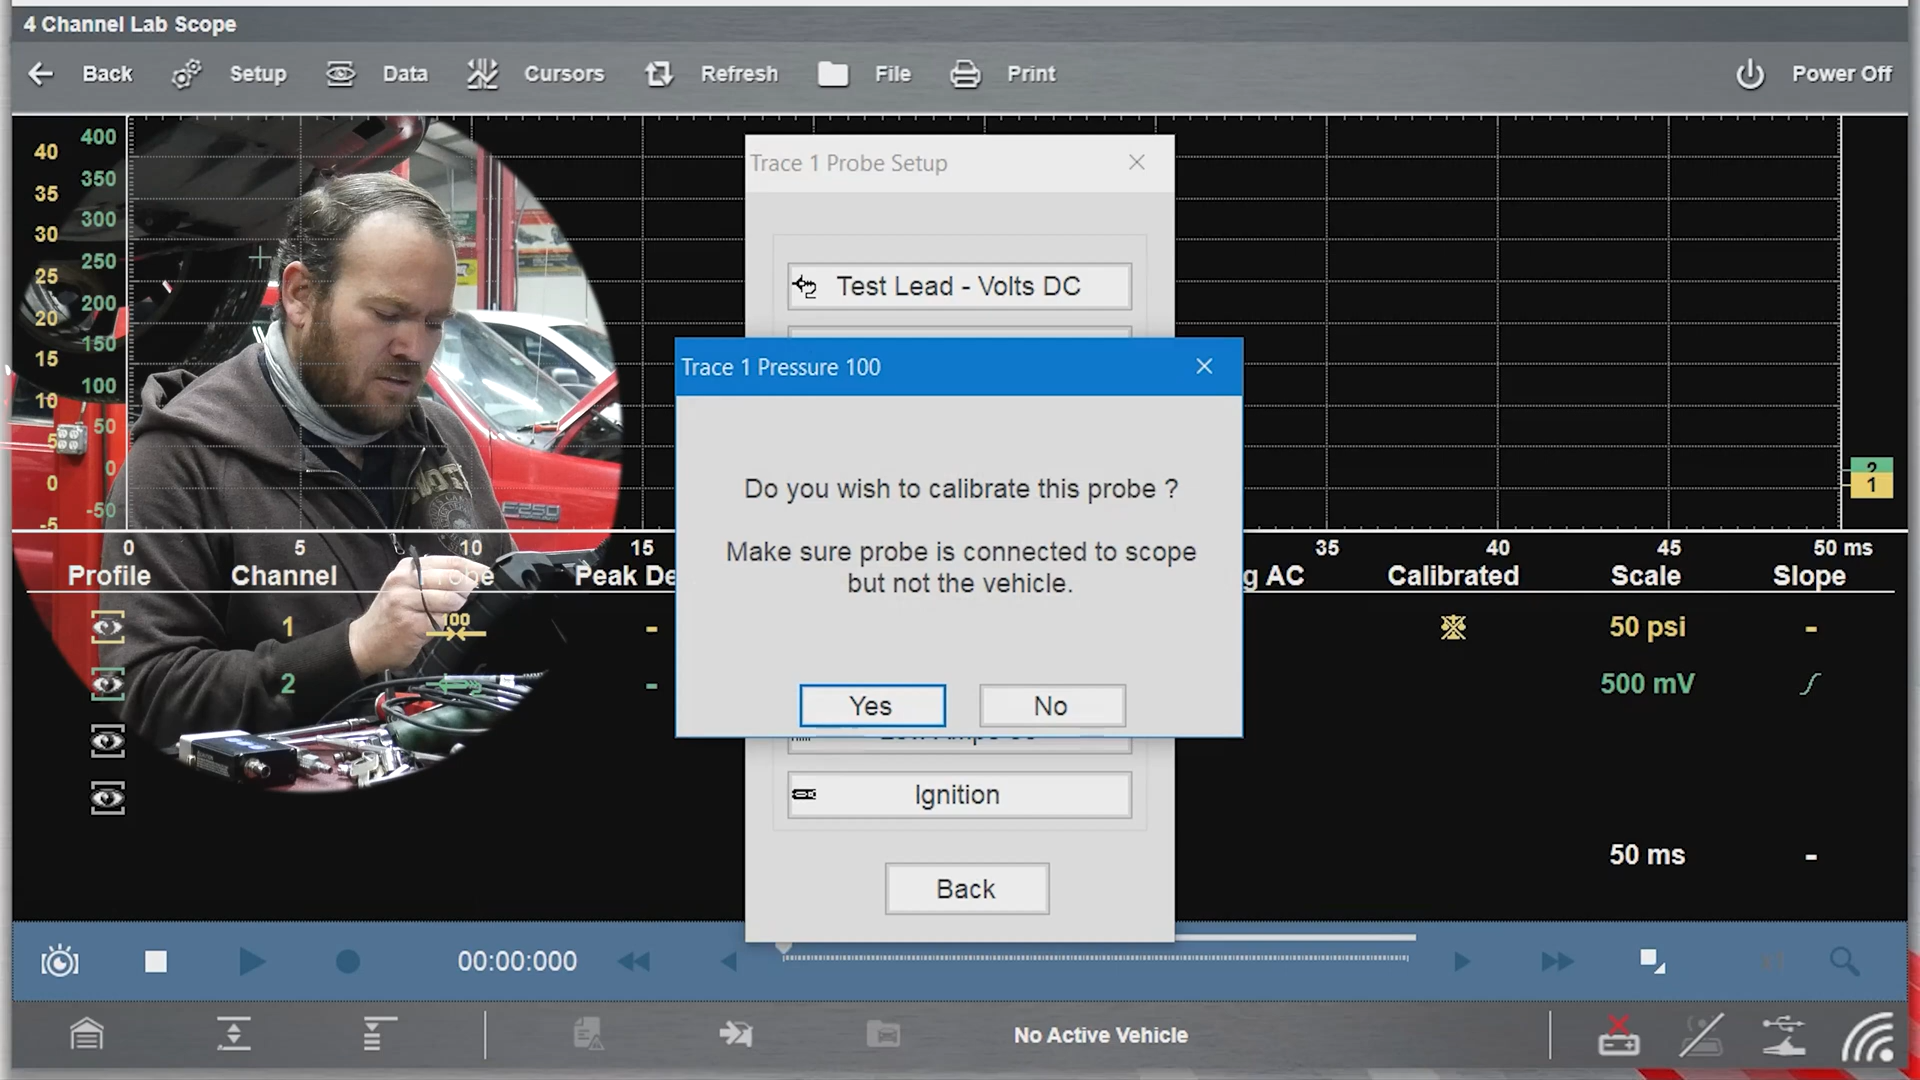 4 Channel Lab Scope
Back Setup Data Cursors Refresh File Print Power Off
400
40
350
35
300
30
250
25
200
20
150
15
100
10
50
5
0
0
-50
-5
Trace 1 Probe Setup
Test Lead - Volts DC
Trace 1 Pressure 100
Do you wish to calibrate this probe ?
Make sure probe is connected to scope
but not the vehicle.
Yes No
Ignition
Back
F250
2
1
0 5 10 15 35 40 45 50 ms
Profile Channel Probe Peak De g AC Calibrated Scale Slope
1 100 - 50 psi -
2 - 500 mV
50 ms -
00:00:000
x1
No Active Vehicle